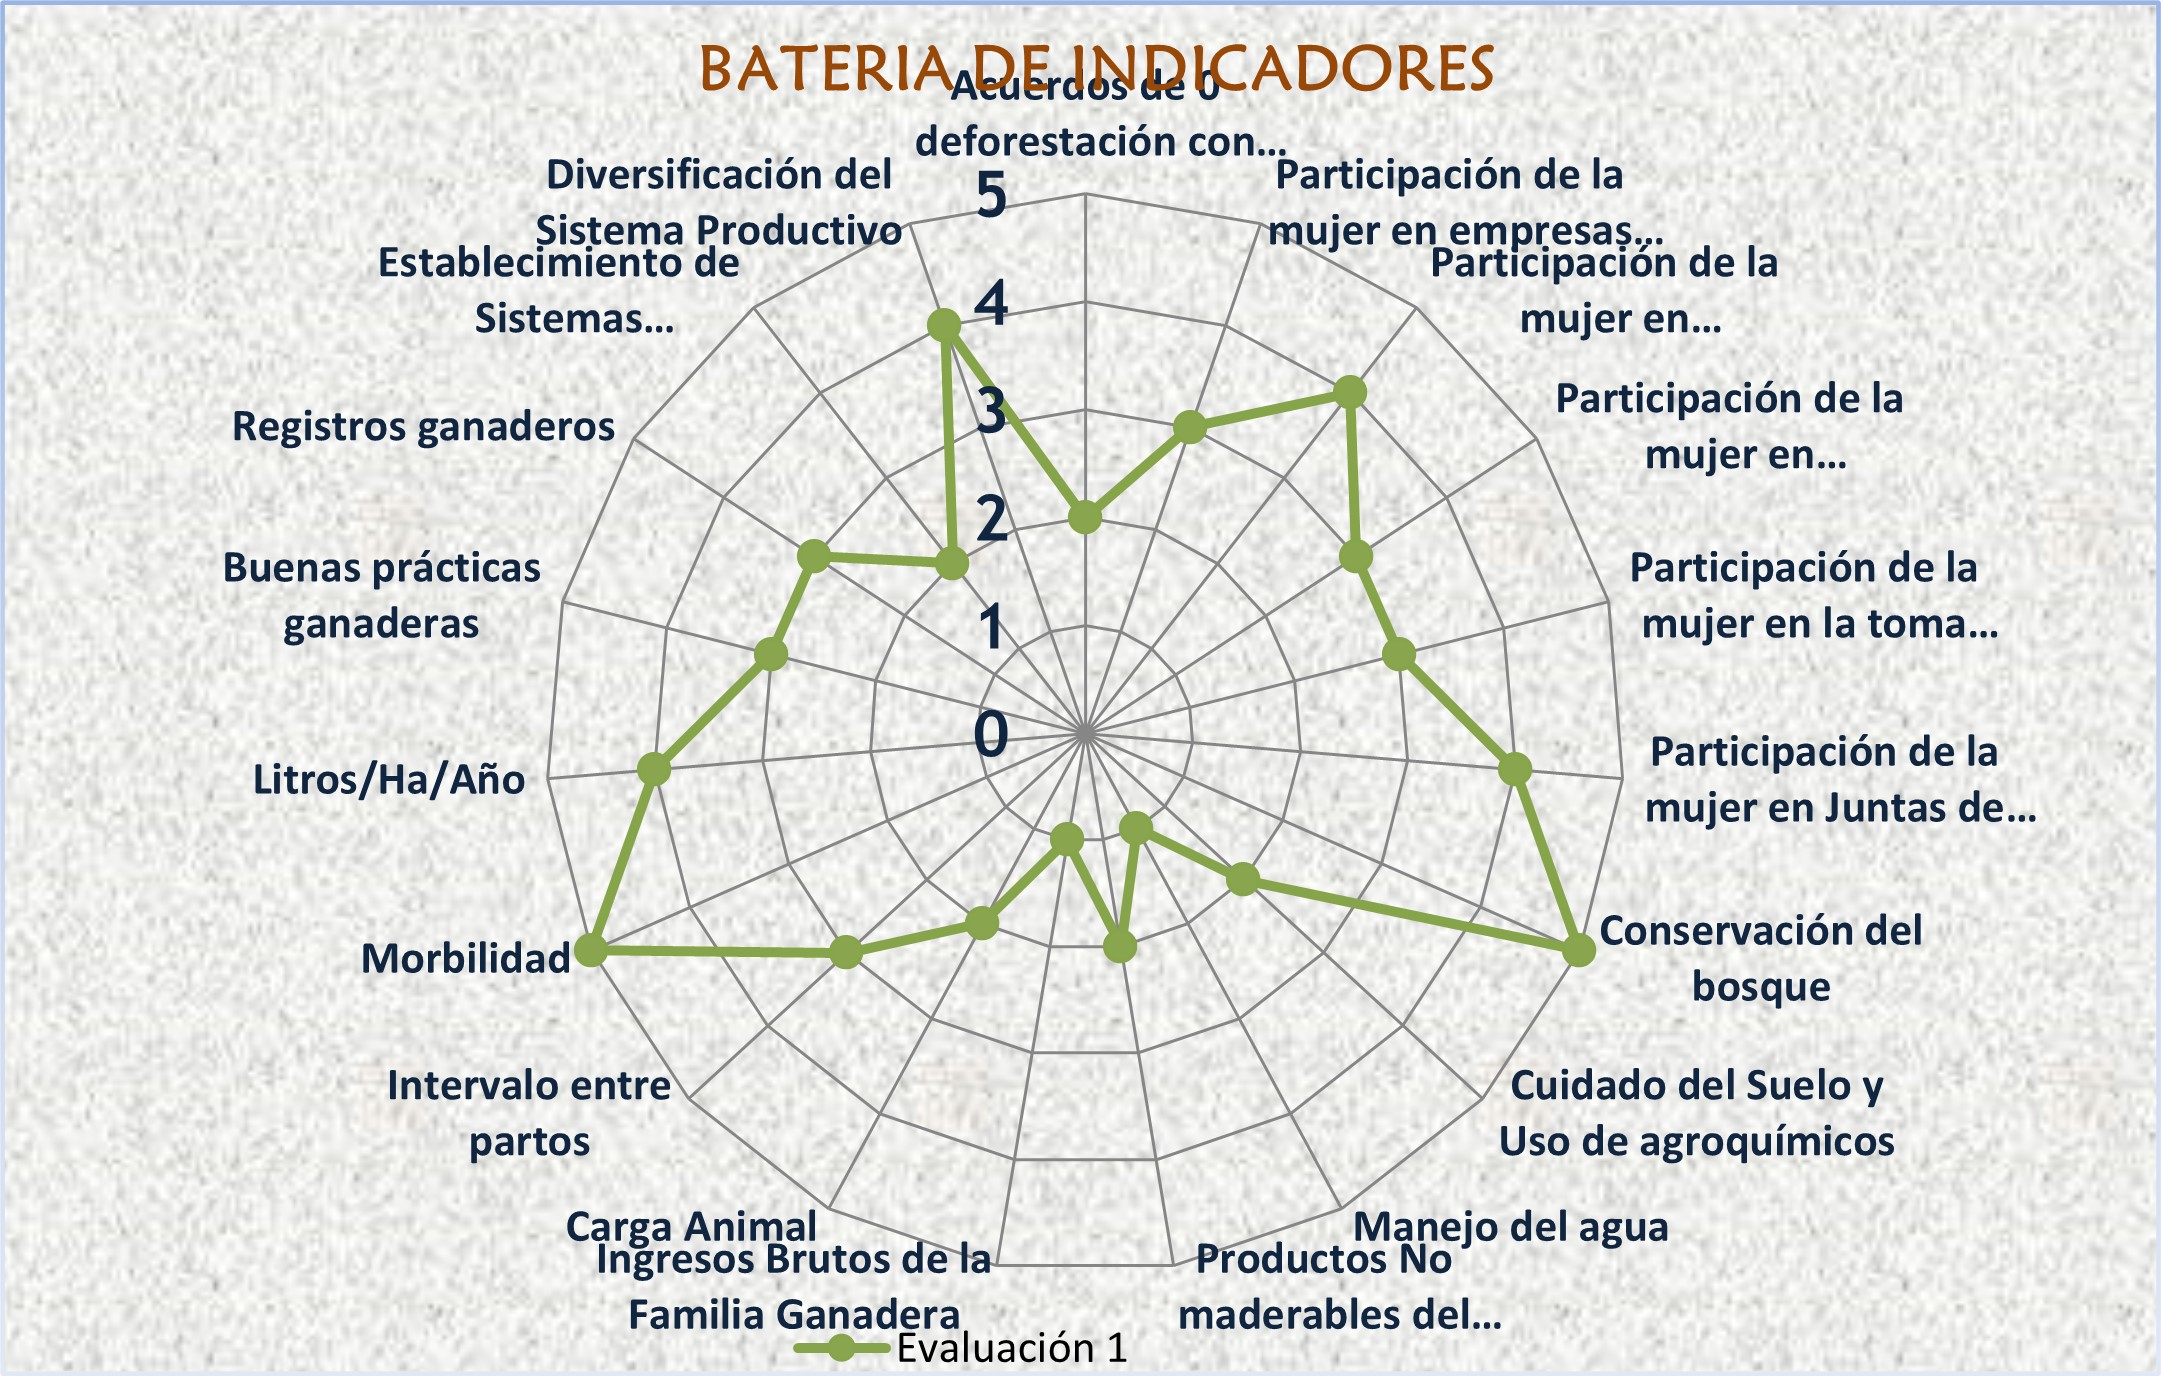 BATERIA DE INDICADORES
Acuerdos de 0
deforestación con...
Participación de la
mujer en empresas...
Participación de la
mujer en...
Participación de la
mujer en...
Participación de la
mujer en la toma...
Participación de la
mujer en Juntas de...
Conservación del
bosque
Cuidado del Suelo y
Uso de agroquímicos
Manejo del agua
Productos No
maderables del...
Ingresos Brutos de la
Familia Ganadera
Carga Animal
Intervalo entre
partos
Morbilidad
Litros/Ha/Año
Buenas prácticas
ganaderas
Registros ganaderos
Establecimiento de
Sistemas...
Diversificación del
Sistema Productivo
5
4
3
2
1
0
Evaluación 1